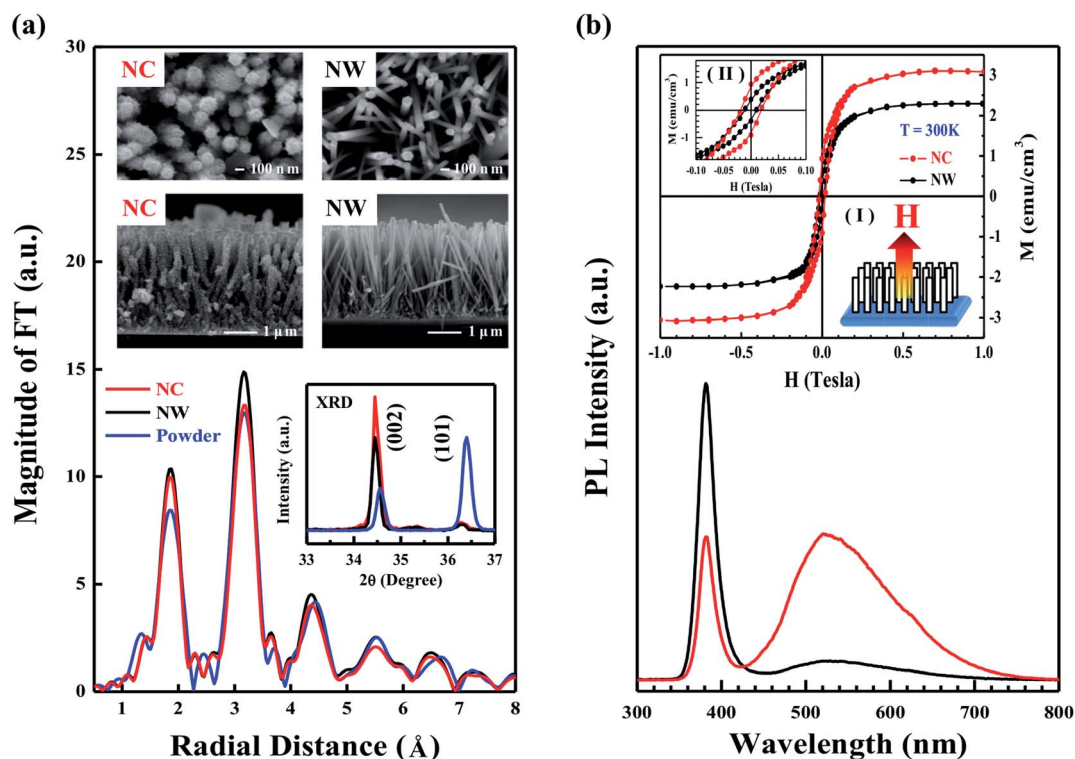 (a)
30
25
20
15
10
5
0
Magnitude of FT (a.u.)
NC
100 nm
NW
100 nm
NC
1 µm
NW
1 µm
NC
NW
Powder
XRD
(002)
(101)
Intensity (a.u.)
33 34 35 36 37
2θ (Degree)
1 2 3 4 5 6 7 8
Radial Distance (Å)
(b)
PL Intensity (a.u.)
(II)
M (emu/cm³)
1
0
-1
-0.10 -0.05 0.00 0.05 0.10
H (Tesla)
T = 300K
NC
NW
(I)
H
3
2
1
0
-1
-2
-3
M (emu/cm³)
-1.0 -0.5 0.0 0.5 1.0
H (Tesla)
300 400 500 600 700 800
Wavelength (nm)